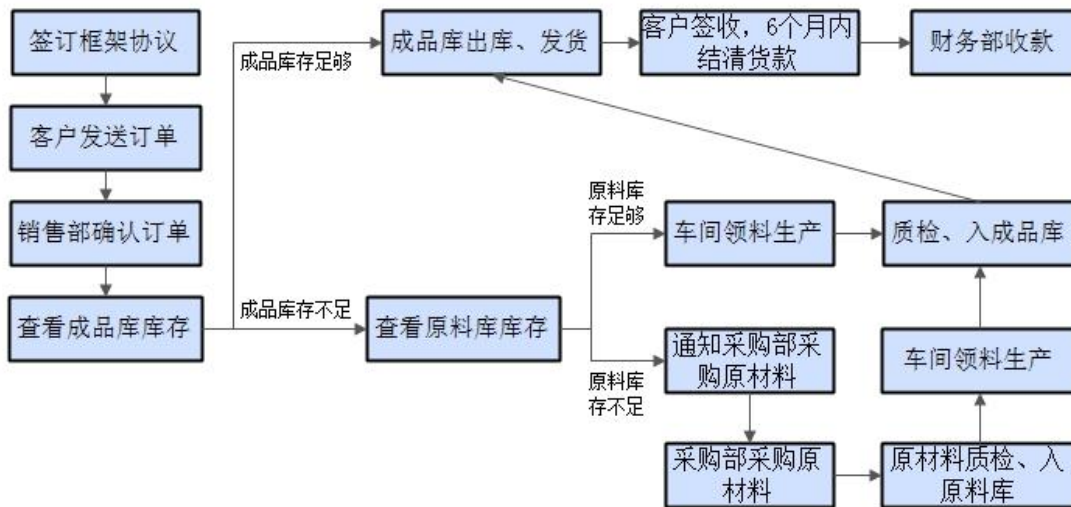 签订框架协议
客户发送订单
销售部确认订单
查看成品库库存
成品库存足够
成品库出库、发货
客户签收，6个月内
结清货款
财务部收款
成品库存不足
查看原料库库存
原料库
存足够
车间领料生产
质检、入成品库
原料库
存不足
通知采购部采
购原材料
采购部采购原
材料
原材料质检、入
原料库
车间领料生产